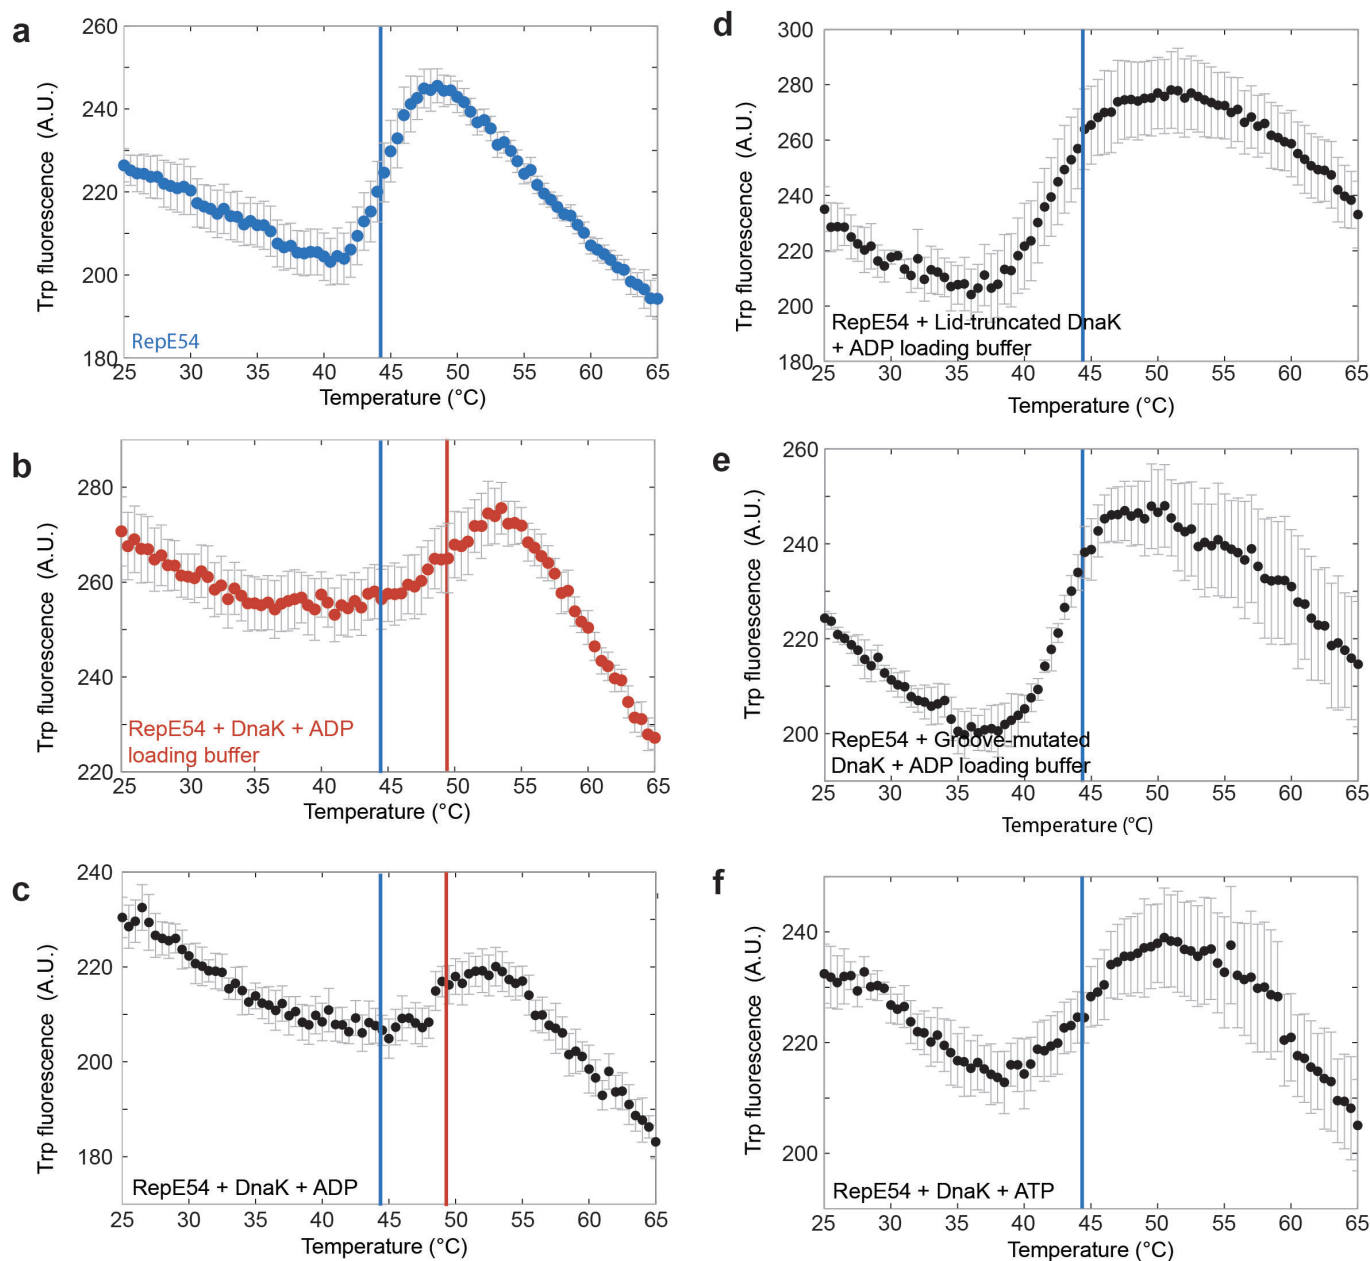 a
260
240
220
200
180
Trp fluorescence (A.U.)
RepE54
25 30 35 40 45 50 55 60 65
Temperature (°C)
b
280
260
240
220
Trp fluorescence (A.U.)
RepE54 + DnaK + ADP
loading buffer
25 30 35 40 45 50 55 60 65
Temperature (°C)
c
240
220
200
180
Trp fluorescence (A.U.)
RepE54 + DnaK + ADP
25 30 35 40 45 50 55 60 65
Temperature (°C)
d
300
280
260
240
220
200
180
Trp fluorescence (A.U.)
RepE54 + Lid-truncated DnaK
+ ADP loading buffer
25 30 35 40 45 50 55 60 65
Temperature (°C)
e
260
240
220
200
Trp fluorescence (A.U.)
RepE54 + Groove-mutated
DnaK + ADP loading buffer
25 30 35 40 45 50 55 60 65
Temperature (°C)
f
240
220
200
Trp fluorescence (A.U.)
RepE54 + DnaK + ATP
25 30 35 40 45 50 55 60 65
Temperature (°C)